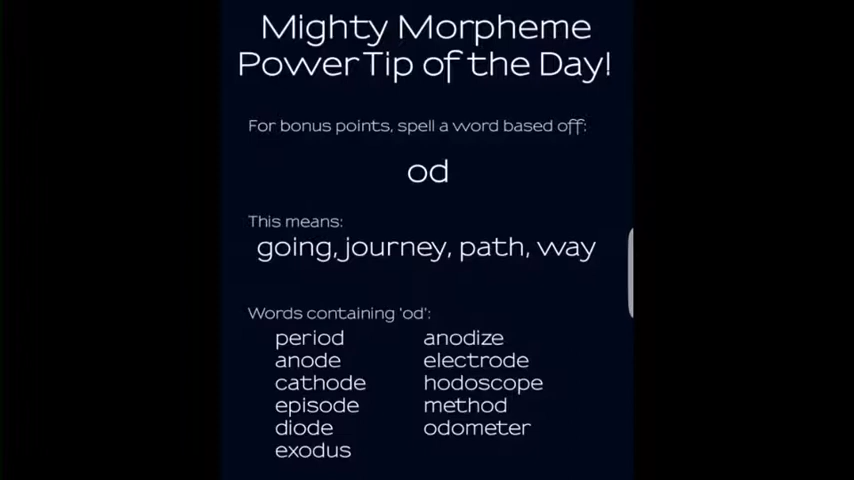 Mighty Morpheme
Power Tip of the Day!
For bonus points, spell a word based off:
od
This means:
going, journey, path, way
Words containing 'od':
period
anode
cathode
episode
diode
exodus
anodize
electrode
hodoscope
method
odometer